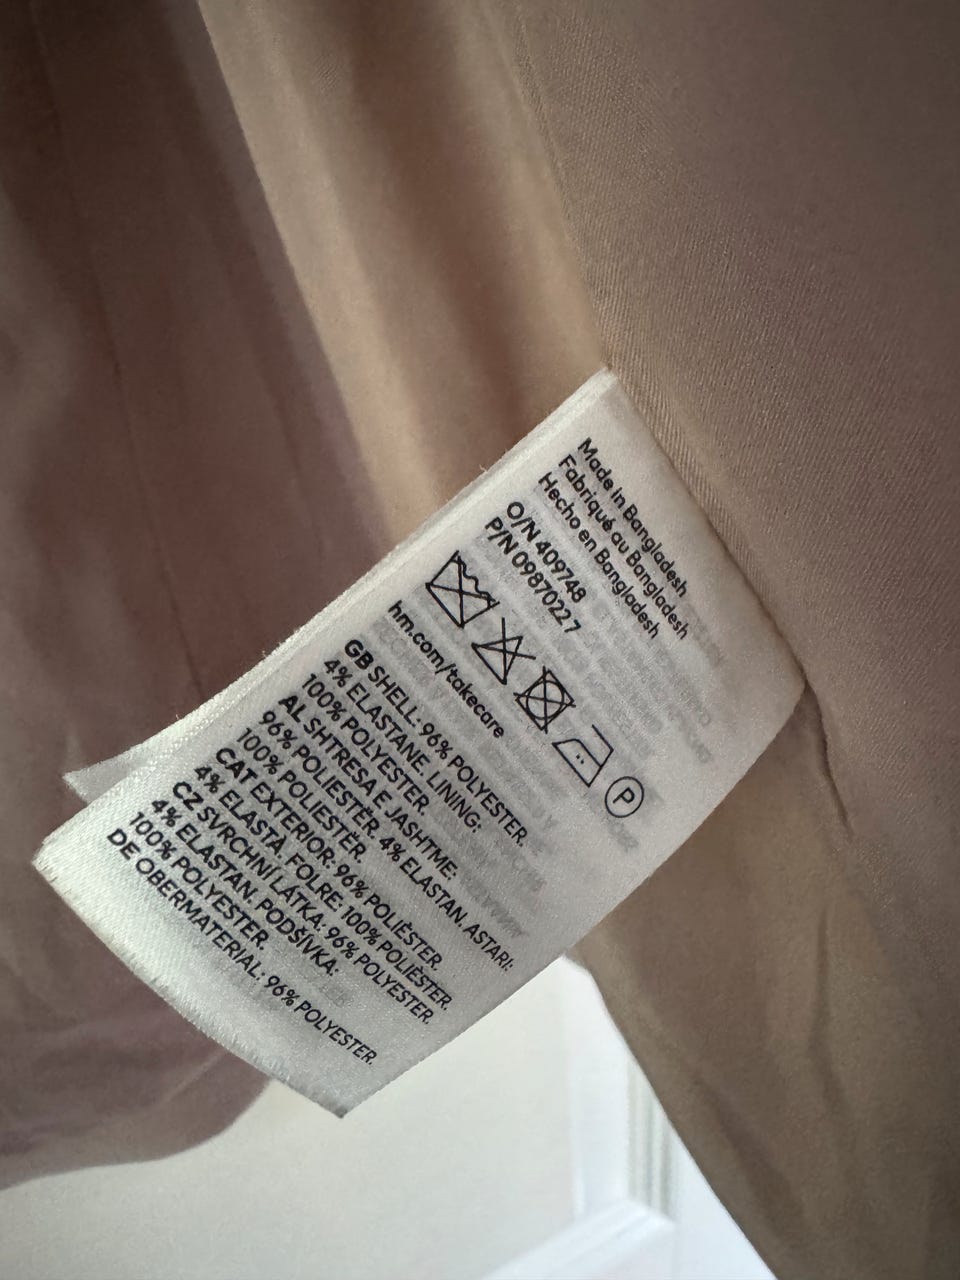 Made in Bangladesh
Fabriqué au Bangladesh
Hecho en Bangladesh
O/N 409748
P/N 09870227
P
hm.com/takecare
GB SHELL: 96% POLYESTER.
4% ELASTANE. LINING:
100% POLYESTER.
AL SHTRESA E JASHTME:
96% POLIESTËR. 4% ELASTAN. ASTARI:
100% POLIESTËR.
CAT EXTERIOR: 96% POLIÈSTER.
4% ELASTÀ. FOLRE: 100% POLIÈSTER.
CZ SVRCHNÍ LÁTKA: 96% POLYESTER.
4% ELASTAN. PODŠÍVKA:
100% POLYESTER.
DE OBERMATERIAL: 96% POLYESTER.